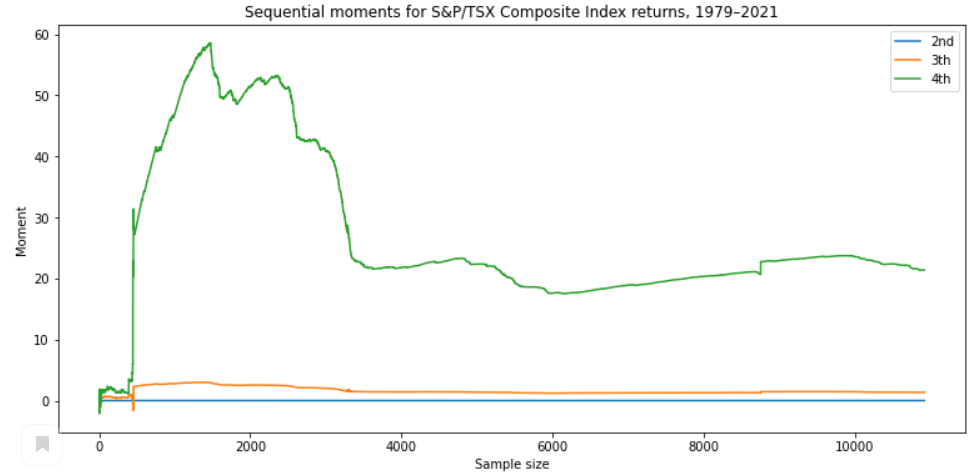 Sequential moments for S&P/TSX Composite Index returns, 1979–2021
2nd
3th
4th
60
50
40
30
20
10
0
Moment
0 2000 4000 6000 8000 10000
Sample size